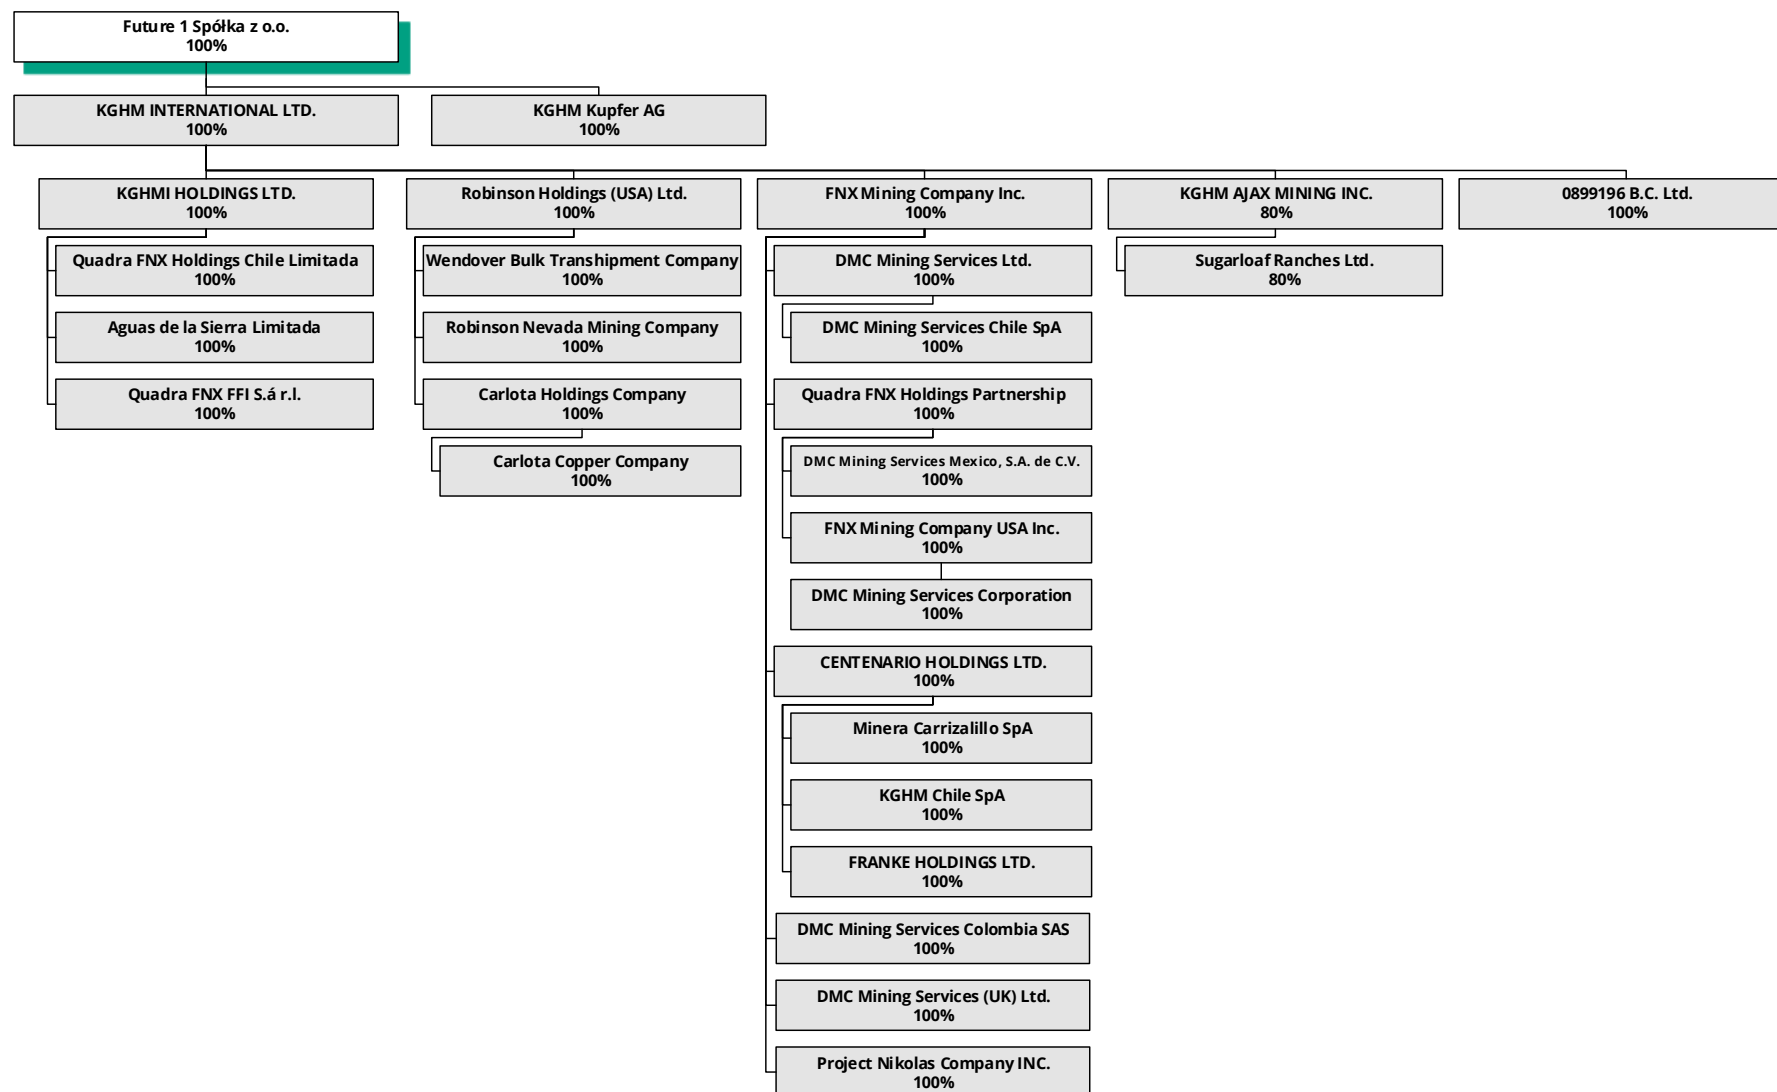 Future 1 Spółka z o.o.
100%
KGHM INTERNATIONAL LTD.
100%
KGHM Kupfer AG
100%
KGHMI HOLDINGS LTD.
100%
Robinson Holdings (USA) Ltd.
100%
FNX Mining Company Inc.
100%
KGHM AJAX MINING INC.
80%
0899196 B.C. Ltd.
100%
Quadra FNX Holdings Chile Limitada
100%
Aguas de la Sierra Limitada
100%
Quadra FNX FFI S.á r.l.
100%
Wendover Bulk Transhipment Company
100%
Robinson Nevada Mining Company
100%
Carlota Holdings Company
100%
Carlota Copper Company
100%
DMC Mining Services Ltd.
100%
DMC Mining Services Chile SpA
100%
Quadra FNX Holdings Partnership
100%
DMC Mining Services Mexico, S.A. de C.V.
100%
FNX Mining Company USA Inc.
100%
DMC Mining Services Corporation
100%
CENTENARIO HOLDINGS LTD.
100%
Minera Carrizalillo SpA
100%
KGHM Chile SpA
100%
FRANKE HOLDINGS LTD.
100%
DMC Mining Services Colombia SAS
100%
DMC Mining Services (UK) Ltd.
100%
Project Nikolas Company INC.
100%
Sugarloaf Ranches Ltd.
80%